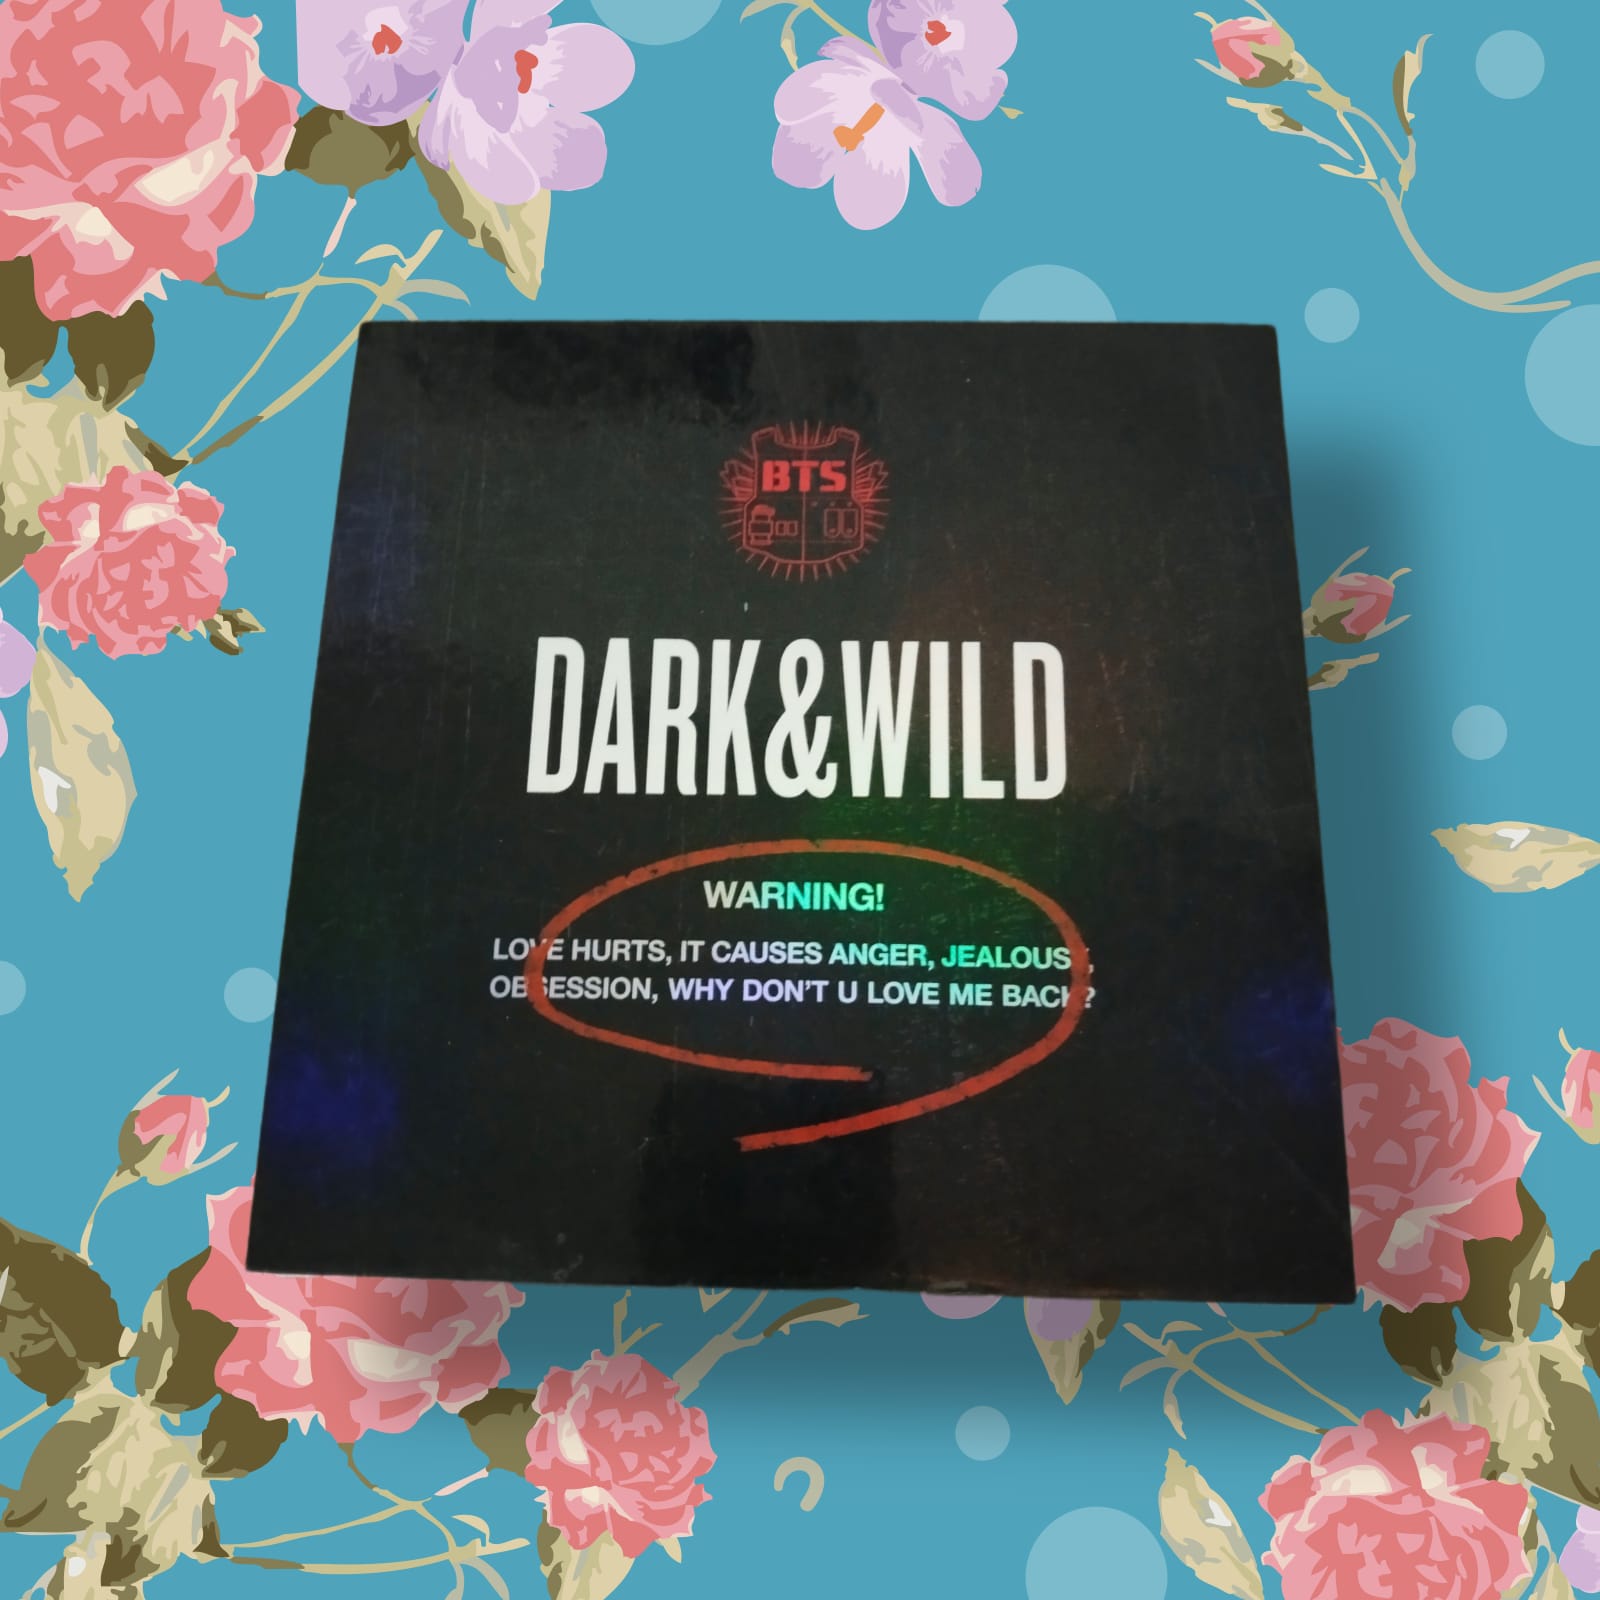 BTS
DARK&WILD
WARNING!
LOVE HURTS, IT CAUSES ANGER, JEALOUSY,
OBSESSION, WHY DON'T U LOVE ME BACK?